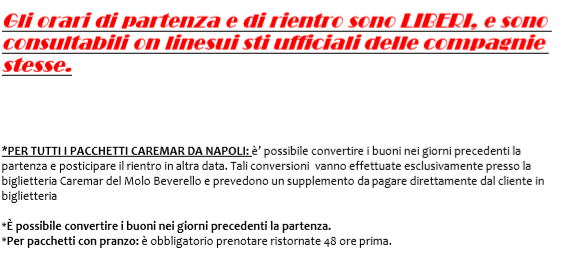 Gli orari di partenza e di rientro sono LIBERI, e sono
consultabili on linesui sti ufficiali delle compagnie
stesse.
*PER TUTTI I PACCHETTI CAREMAR DA NAPOLI: è’ possibile convertire i buoni nei giorni precedenti la
partenza e posticipare il rientro in altra data. Tali conversioni vanno effettuate esclusivamente presso la
biglietteria Caremar del Molo Beverello e prevedono un supplemento da pagare direttamente dal cliente in
biglietteria
*È possibile convertire i buoni nei giorni precedenti la partenza.
*Per pacchetti con pranzo: è obbligatorio prenotare ristornate 48 ore prima.